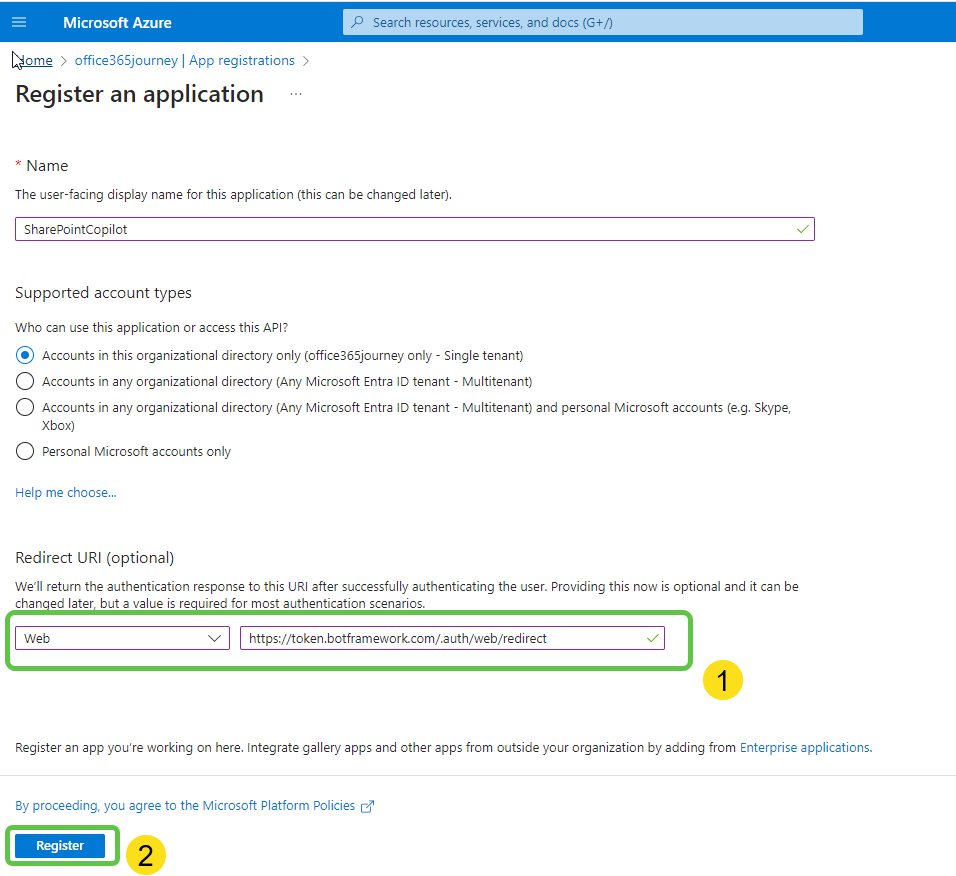 Microsoft Azure
Search resources, services, and docs (G+/)
Home > office365journey | App registrations >
Register an application ...
* Name
The user-facing display name for this application (this can be changed later).
SharePointCopilot
Supported account types
Who can use this application or access this API?
Accounts in this organizational directory only (office365journey only - Single tenant)
Accounts in any organizational directory (Any Microsoft Entra ID tenant - Multitenant)
Accounts in any organizational directory (Any Microsoft Entra ID tenant - Multitenant) and personal Microsoft accounts (e.g. Skype,
Xbox)
Personal Microsoft accounts only
Help me choose...
Redirect URI (optional)
We'll return the authentication response to this URI after successfully authenticating the user. Providing this now is optional and it can be
changed later, but a value is required for most authentication scenarios.
Web
https://token.botframework.com/.auth/web/redirect
1
Register an app you're working on here. Integrate gallery apps and other apps from outside your organization by adding from Enterprise applications.
By proceeding, you agree to the Microsoft Platform Policies
Register
2